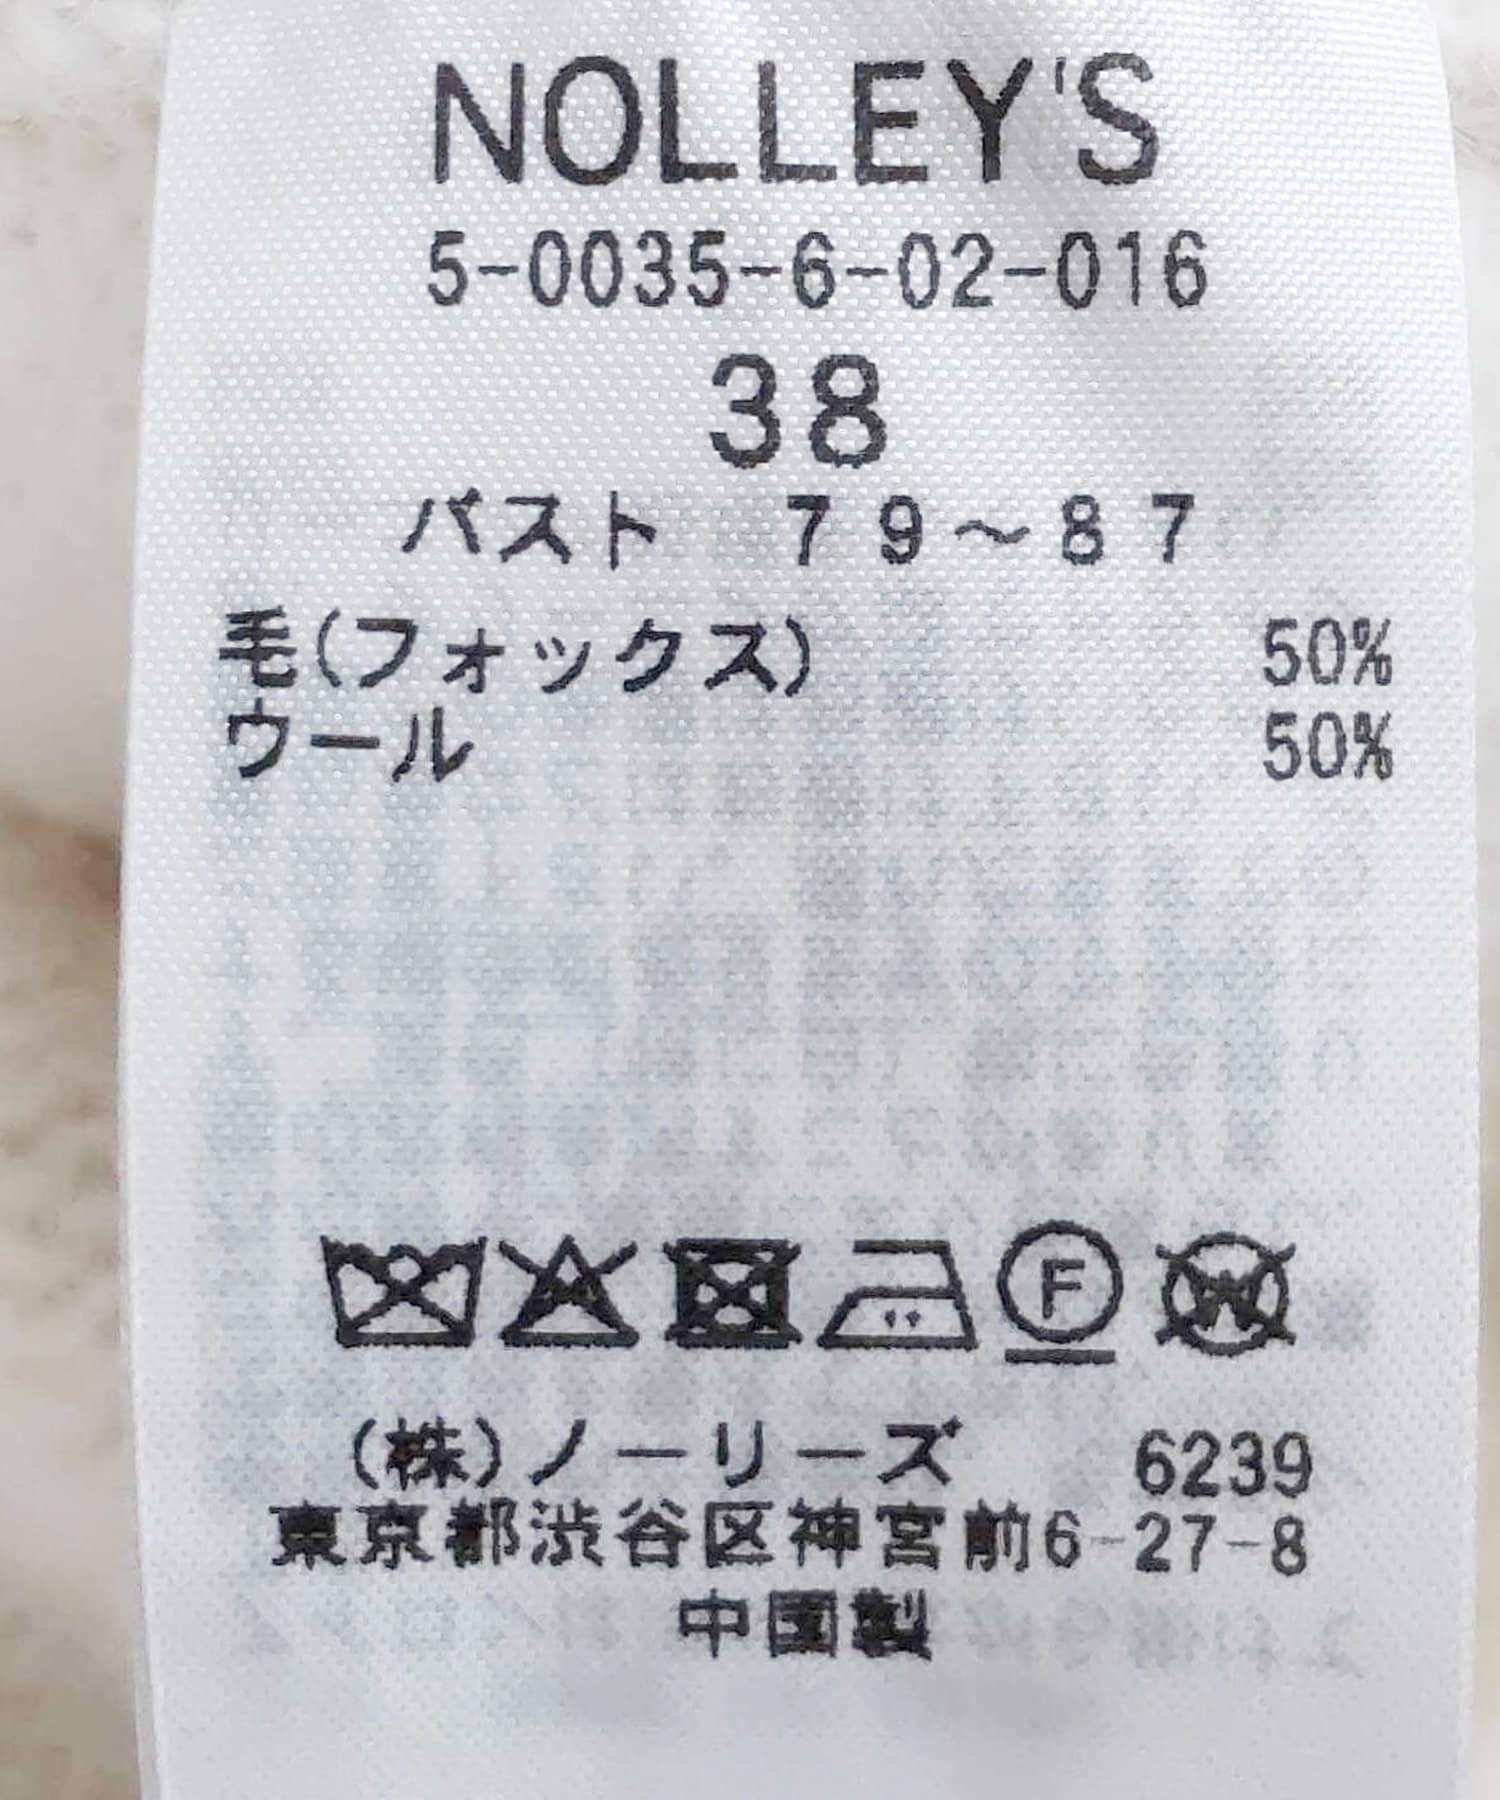 NOLLEY'S
5-0035-6-02-016
38
バスト 79～87
毛(フォックス) 50%
ウール 50%
F
W
(株)ノーリーズ 6239
東京都渋谷区神宮前6-27-8
中国製